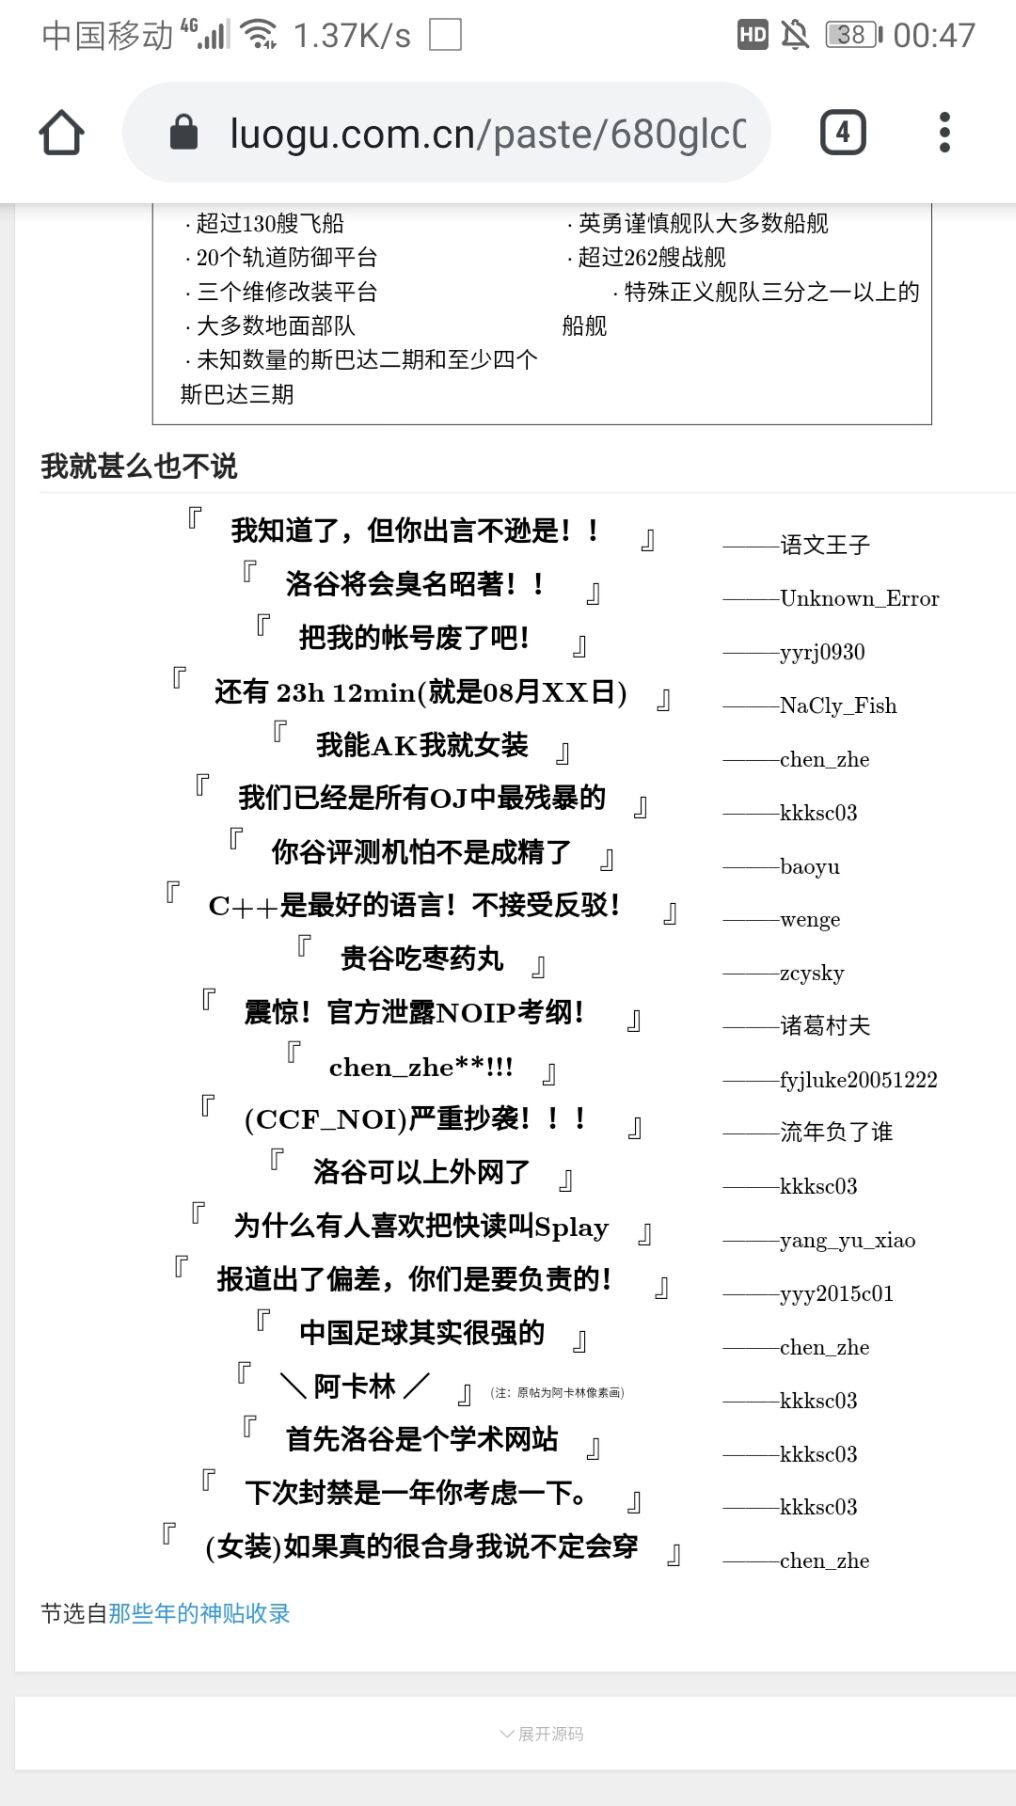 中国移动 4G 1.37K/s HD 38 00:47
luogu.com.cn/paste/680glc 4
· 超过130艘飞船
· 20个轨道防御平台
· 三个维修改装平台
· 大多数地面部队
· 未知数量的斯巴达二期和至少四个
斯巴达三期
· 英勇谨慎舰队大多数船舰
· 超过262艘战舰
· 特殊正义舰队三分之一以上的
船舰
我就甚么也不说
『 我知道了，但你出言不逊是！！ 』 ———语文王子
『 洛谷将会臭名昭著！！ 』 ———Unknown_Error
『 把我的帐号废了吧！ 』 ———yyrj0930
『 还有 23h 12min(就是08月XX日) 』 ———NaCly_Fish
『 我能AK我就女装 』 ———chen_zhe
『 我们已经是所有OJ中最残暴的 』 ———kkksc03
『 你谷评测机怕不是成精了 』 ———baoyu
『 C++是最好的语言！不接受反驳！ 』 ———wenge
『 贵谷吃枣药丸 』 ———zcysky
『 震惊！官方泄露NOIP考纲！ 』 ———诸葛村夫
『 chen_zhe**!!! 』 ———fyjluke20051222
『 (CCF_NOI)严重抄袭！！！ 』 ———流年负了谁
『 洛谷可以上外网了 』 ———kkksc03
『 为什么有人喜欢把快读叫Splay 』 ———yang_yu_xiao
『 报道出了偏差，你们是要负责的！ 』 ———yyy2015c01
『 中国足球其实很强的 』 ———chen_zhe
『 ＼阿卡林／ 』 (注：原帖为阿卡林像素画) ———kkksc03
『 首先洛谷是个学术网站 』 ———kkksc03
『 下次封禁是一年你考虑一下。 』 ———kkksc03
『 (女装)如果真的很合身我说不定会穿 』 ———chen_zhe
节选自那些年的神贴收录
展开源码